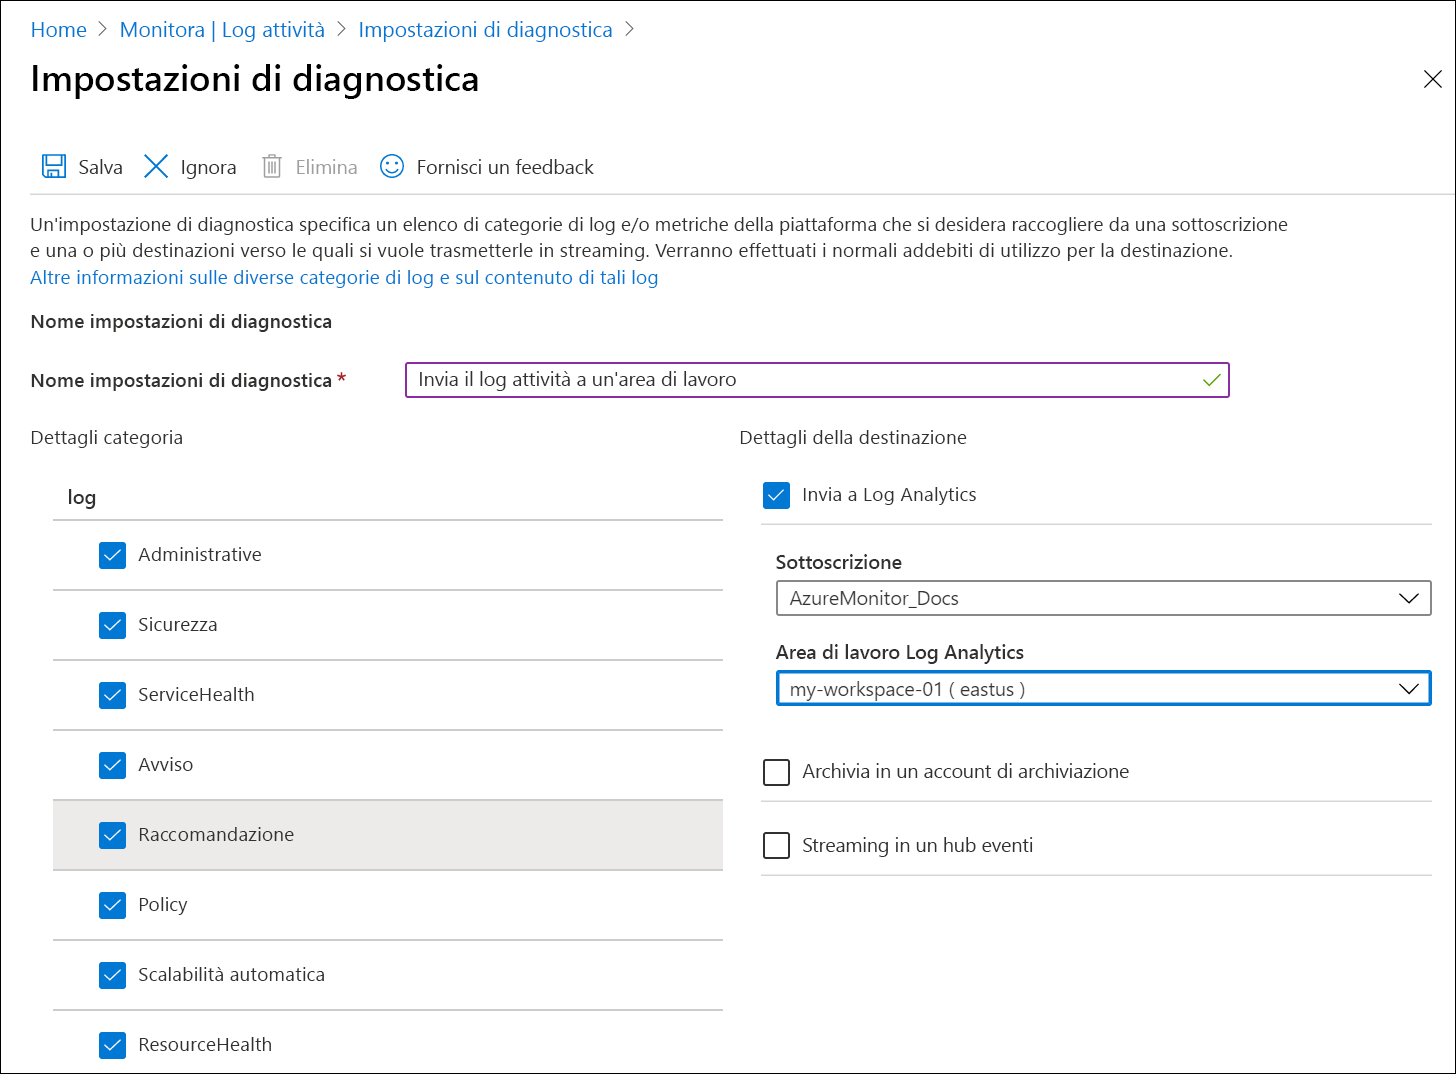 Home > Monitora | Log attività > Impostazioni di diagnostica >
Impostazioni di diagnostica
Salva Ignora Elimina Fornisci un feedback
Un'impostazione di diagnostica specifica un elenco di categorie di log e/o metriche della piattaforma che si desidera raccogliere da una sottoscrizione
e una o più destinazioni verso le quali si vuole trasmetterle in streaming. Verranno effettuati i normali addebiti di utilizzo per la destinazione.
Altre informazioni sulle diverse categorie di log e sul contenuto di tali log
Nome impostazioni di diagnostica
Nome impostazioni di diagnostica * Invia il log attività a un'area di lavoro
Dettagli categoria
log
Administrative
Sicurezza
ServiceHealth
Avviso
Raccomandazione
Policy
Scalabilità automatica
ResourceHealth
Dettagli della destinazione
Invia a Log Analytics
Sottoscrizione
AzureMonitor_Docs
Area di lavoro Log Analytics
my-workspace-01 ( eastus )
Archivia in un account di archiviazione
Streaming in un hub eventi